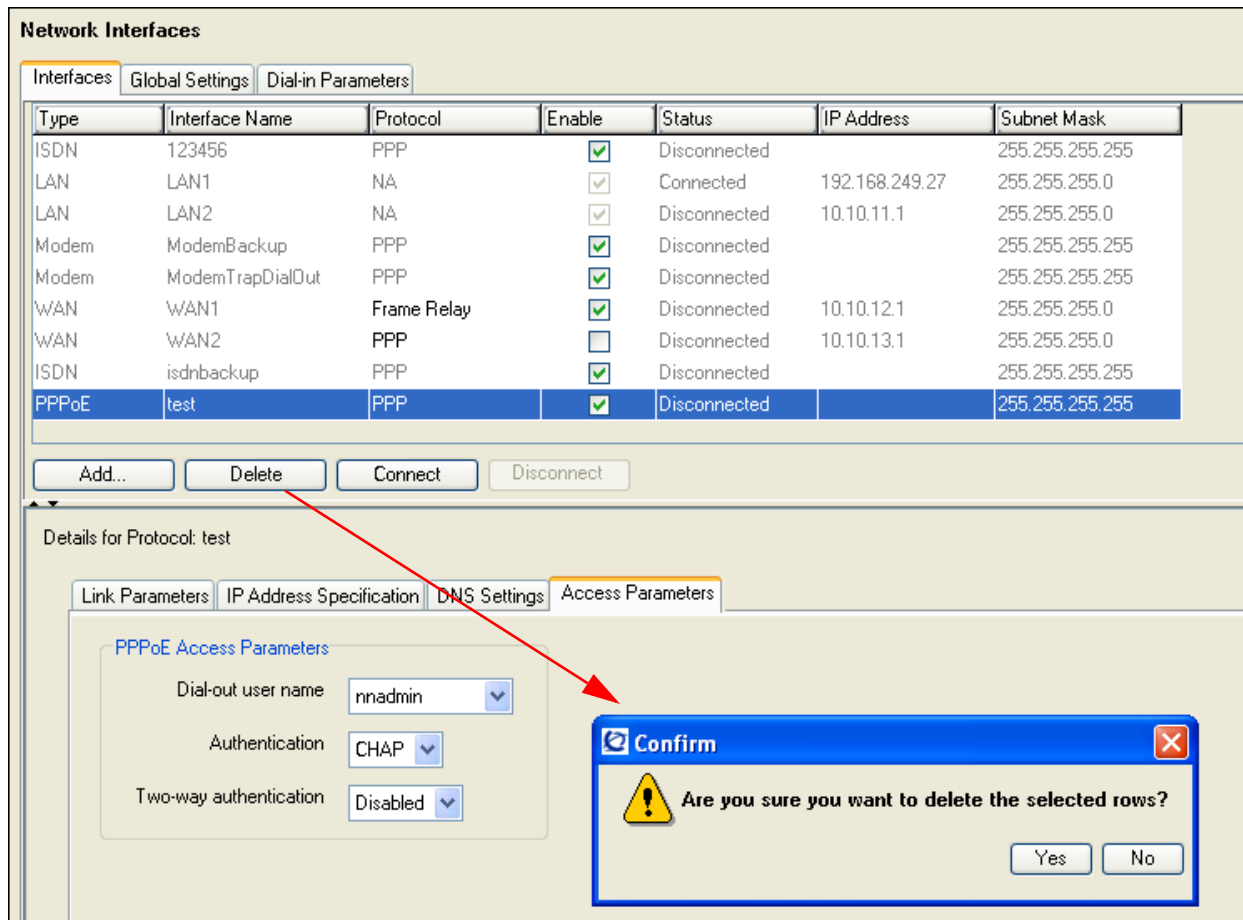 Network Interfaces
Interfaces Global Settings Dial-in Parameters
Type Interface Name Protocol Enable Status IP Address Subnet Mask
ISDN 123456 PPP Disconnected 255.255.255.255
LAN LAN1 NA Connected 192.168.249.27 255.255.255.0
LAN LAN2 NA Disconnected 10.10.11.1 255.255.255.0
Modem ModemBackup PPP Disconnected 255.255.255.255
Modem ModemTrapDialOut PPP Disconnected 255.255.255.255
WAN WAN1 Frame Relay Disconnected 10.10.12.1 255.255.255.0
WAN WAN2 PPP Disconnected 10.10.13.1 255.255.255.0
ISDN isdnbackup PPP Disconnected 255.255.255.255
PPPoE test PPP Disconnected 255.255.255.255
Add... Delete Connect Disconnect
Details for Protocol: test
Link Parameters IP Address Specification DNS Settings Access Parameters
PPPoE Access Parameters
Dial-out user name nnadmin
Authentication CHAP
Two-way authentication Disabled
Confirm
Are you sure you want to delete the selected rows?
Yes No